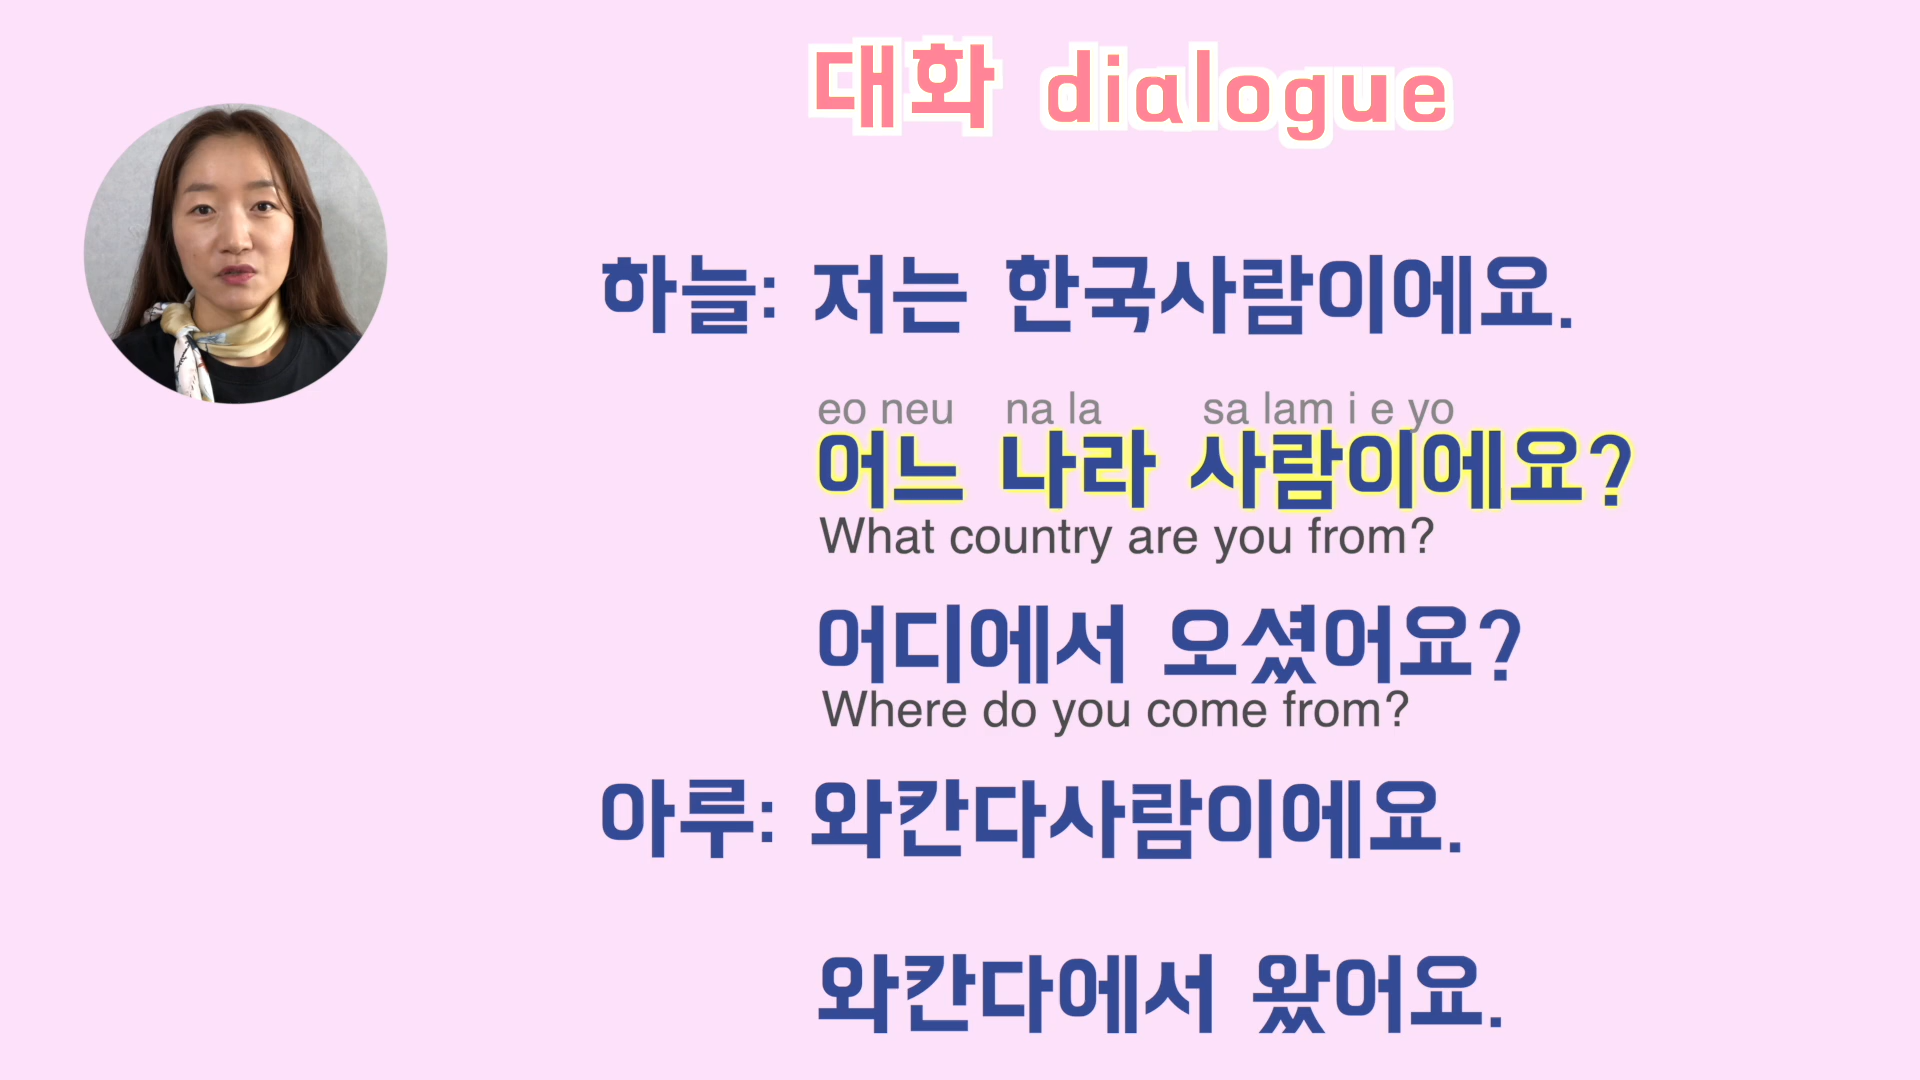 대화 dialogue
하늘: 저는 한국사람이에요.
eo neu na la sa lam i e yo
어느 나라 사람이에요?
What country are you from?
어디에서 오셨어요?
Where do you come from?
아루: 와칸다사람이에요.
와칸다에서 왔어요.